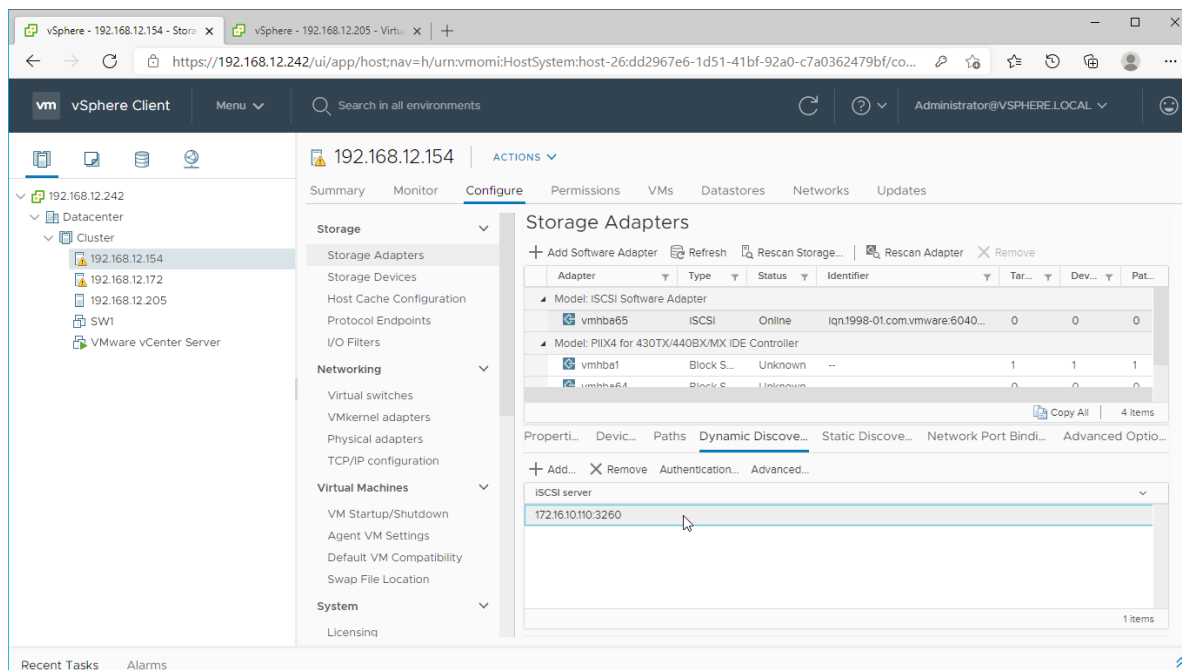 vSphere - 192.168.12.154 - Stora
vSphere - 192.168.12.205 - Virtu
https://192.168.12.242/ui/app/host;nav=h/urn:vmomi:HostSystem:host-26:dd2967e6-1d51-41bf-92a0-c7a0362479bf/co...
vm vSphere Client Menu Search in all environments Administrator@VSPHERE.LOCAL
192.168.12.242
Datacenter
Cluster
192.168.12.154
192.168.12.172
192.168.12.205
SW1
VMware vCenter Server
192.168.12.154 ACTIONS
Summary Monitor Configure Permissions VMs Datastores Networks Updates
Storage
Storage Adapters
Storage Devices
Host Cache Configuration
Protocol Endpoints
I/O Filters
Networking
Virtual switches
VMkernel adapters
Physical adapters
TCP/IP configuration
Virtual Machines
VM Startup/Shutdown
Agent VM Settings
Default VM Compatibility
Swap File Location
System
Licensing
Storage Adapters
+ Add Software Adapter Refresh Rescan Storage... Rescan Adapter Remove
Adapter Type Status Identifier Tar... Dev... Pat...
Model: iSCSI Software Adapter
vmhba65 iSCSI Online iqn.1998-01.com.vmware:6040... 0 0 0
Model: PIIX4 for 430TX/440BX/MX IDE Controller
vmhba1 Block S... Unknown -- 1 1 1
vmhba64 Block S... Unknown 0 0 0
Copy All 4 items
Properti... Devic... Paths Dynamic Discove... Static Discove... Network Port Bindi... Advanced Optio...
+ Add... Remove Authentication... Advanced...
iSCSI server
172.16.10.110:3260
1 items
Recent Tasks Alarms